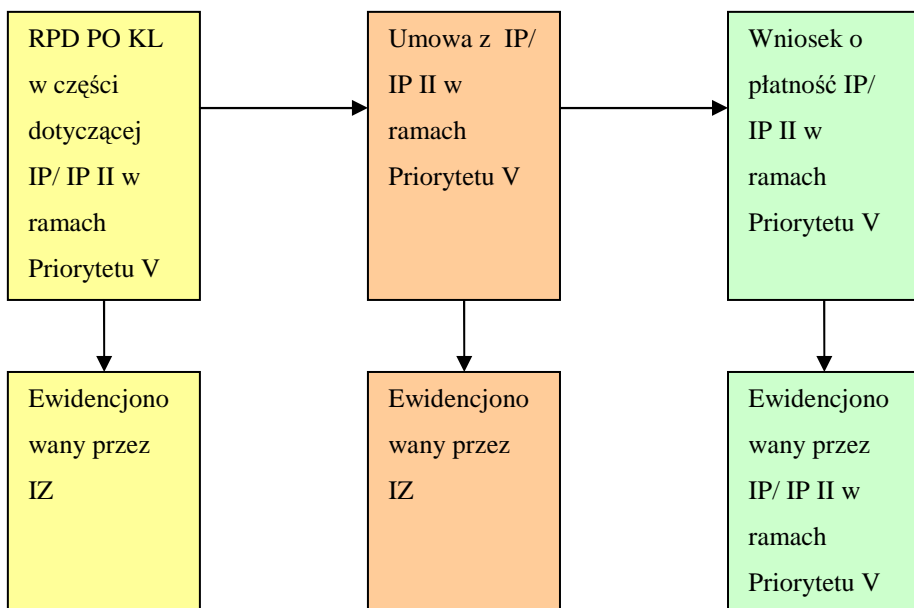 RPD PO KL
w części
dotyczącej
IP/ IP II w
ramach
Priorytetu V
Umowa z IP/
IP II w
ramach
Priorytetu V
Wniosek o
płatność IP/
IP II w
ramach
Priorytetu V
Ewidencjono
wany przez
IZ
Ewidencjono
wany przez
IZ
Ewidencjono
wany przez
IP/ IP II w
ramach
Priorytetu V